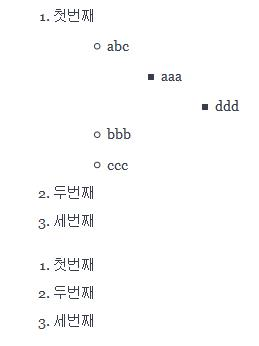 1. 첫번째
○ abc
■ aaa
■ ddd
○ bbb
○ ccc
2. 두번째
3. 세번째
1. 첫번째
2. 두번째
3. 세번째